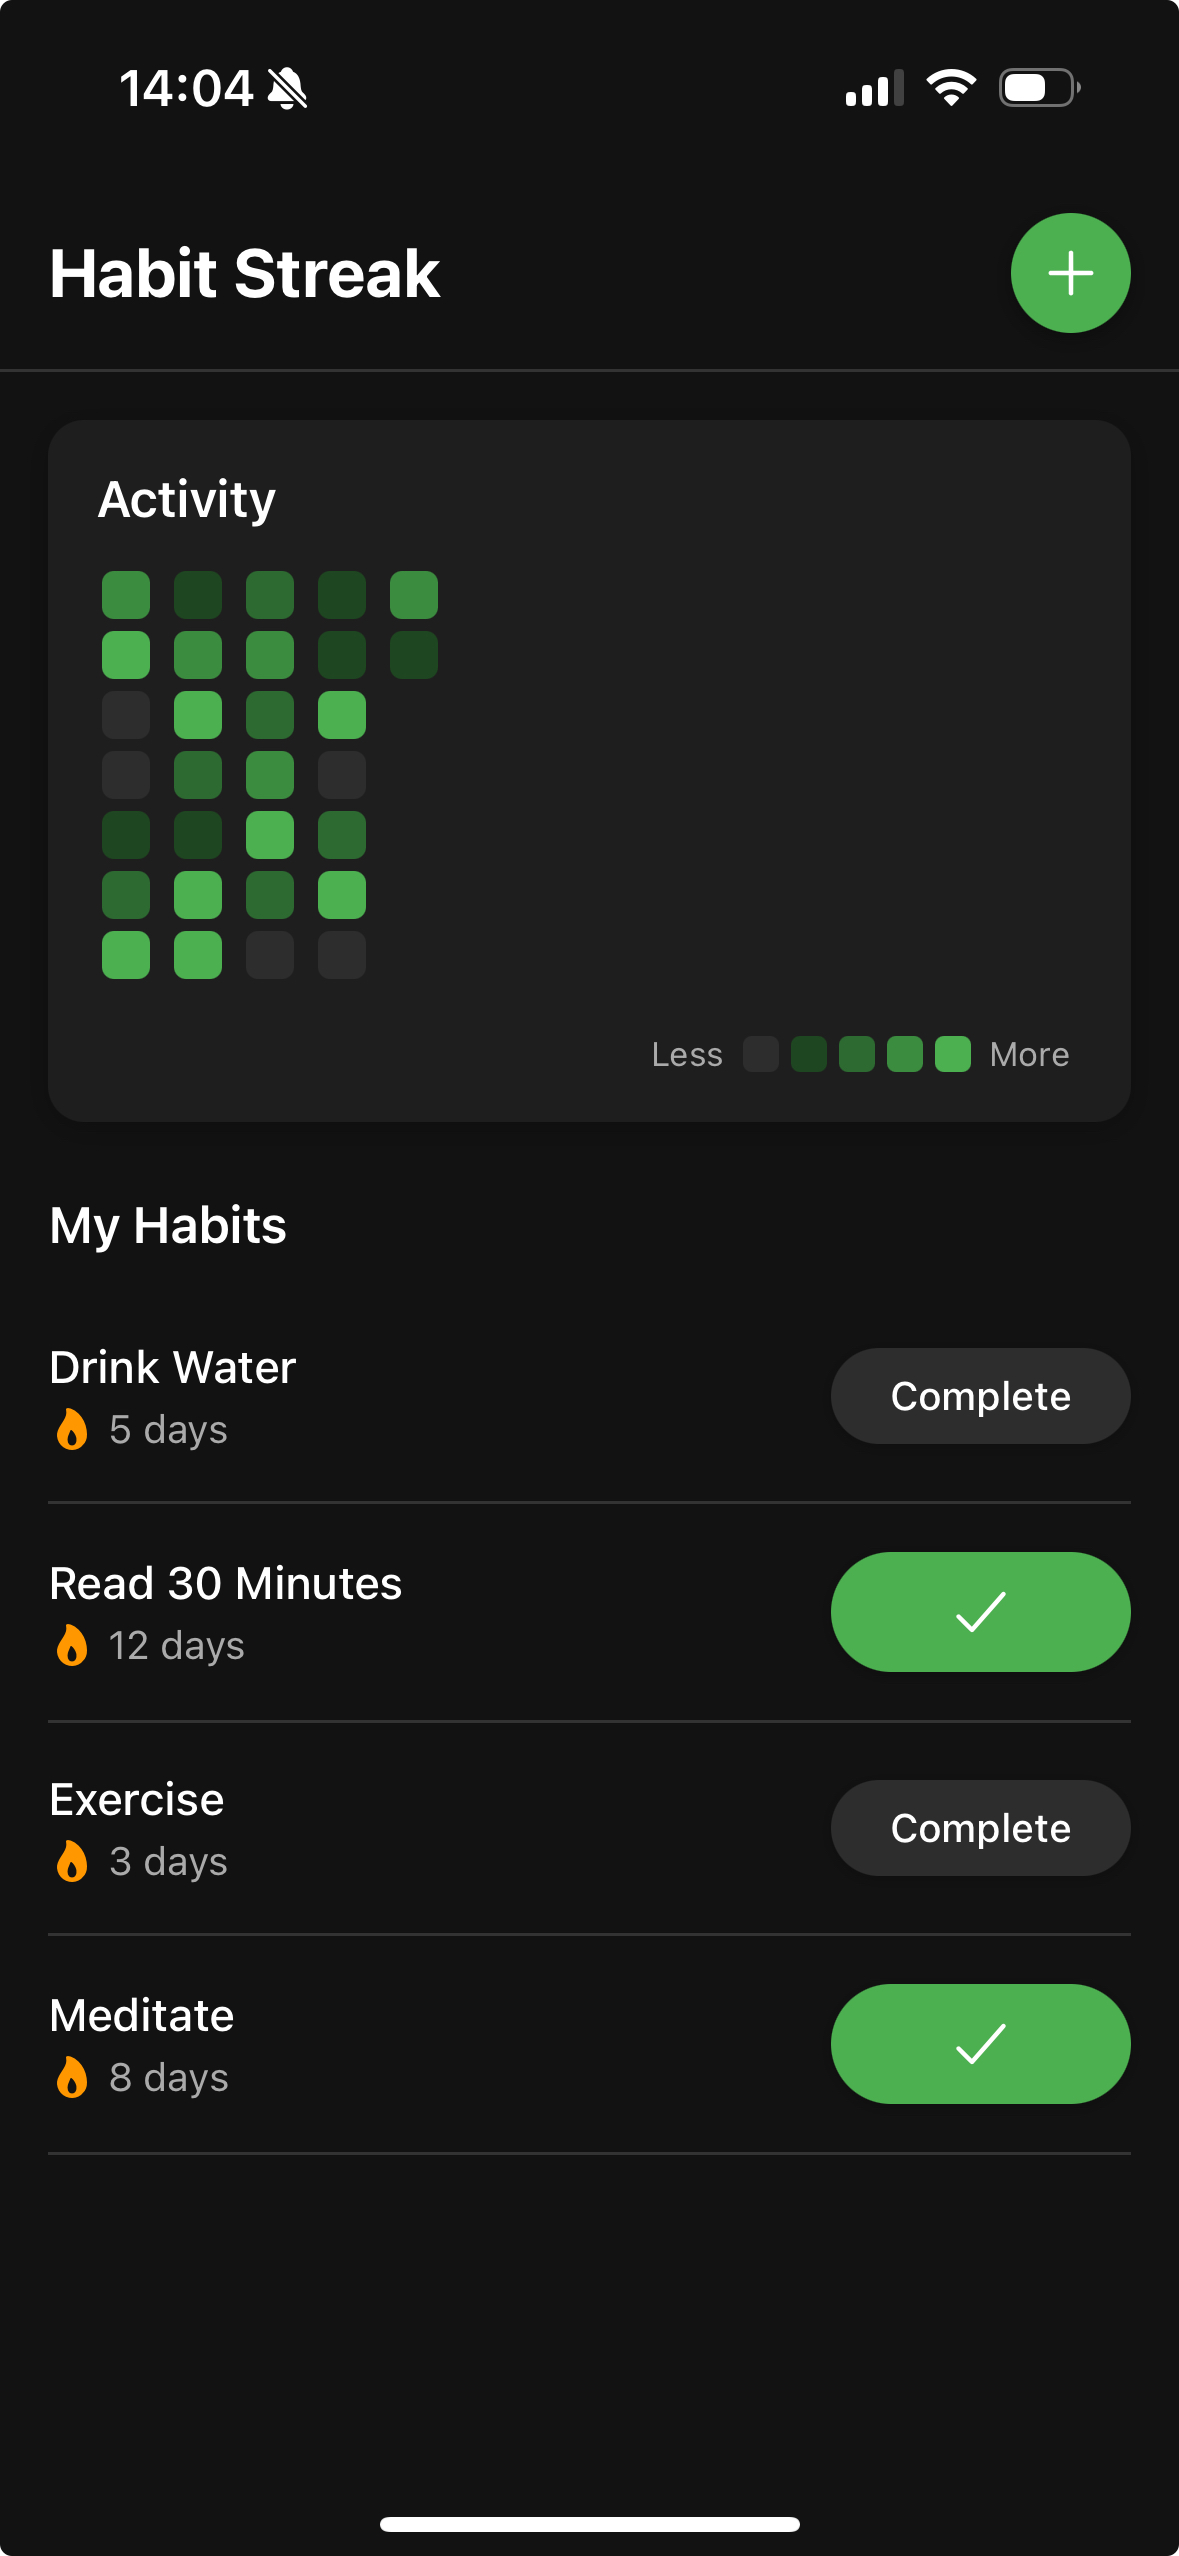 14:04
Habit Streak
Activity
Less More
My Habits
Drink Water
5 days
Complete
Read 30 Minutes
12 days
Exercise
3 days
Complete
Meditate
8 days